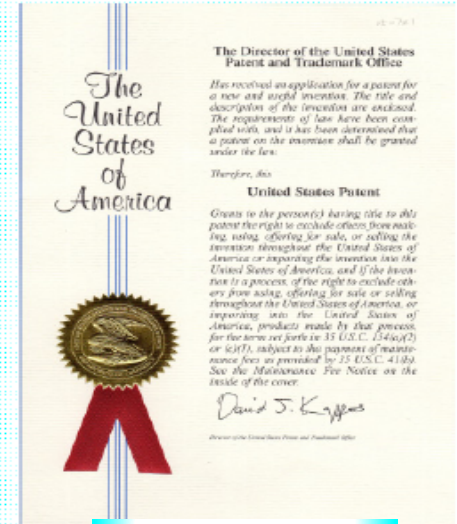 The
United
States
of
America
The Director of the United States
Patent and Trademark Office
Has received an application for a patent for
a new and useful invention. The title and
description of the invention are enclosed.
The requirements of law have been com-
plied with, and it has been determined that
a patent on the invention shall be granted
under the law.
Therefore, this
United States Patent
Grants to the person(s) having title to this
patent the right to exclude others from mak-
ing, using, offering for sale, or selling the
invention throughout the United States of
America or importing the invention into the
United States of America, and if the inven-
tion is a process, of the right to exclude oth-
ers from using, offering for sale or selling
throughout the United States of America, or
importing into the United States of
America, products made by that process,
for the term set forth in 35 U.S.C. 154(a)(2)
or (c)(1), subject to the payment of mainte-
nance fees as provided by 35 U.S.C. 41(b).
See the Maintenance Fee Notice on the
inside of the cover.
David J. Kappos
Director of the United States Patent and Trademark Office